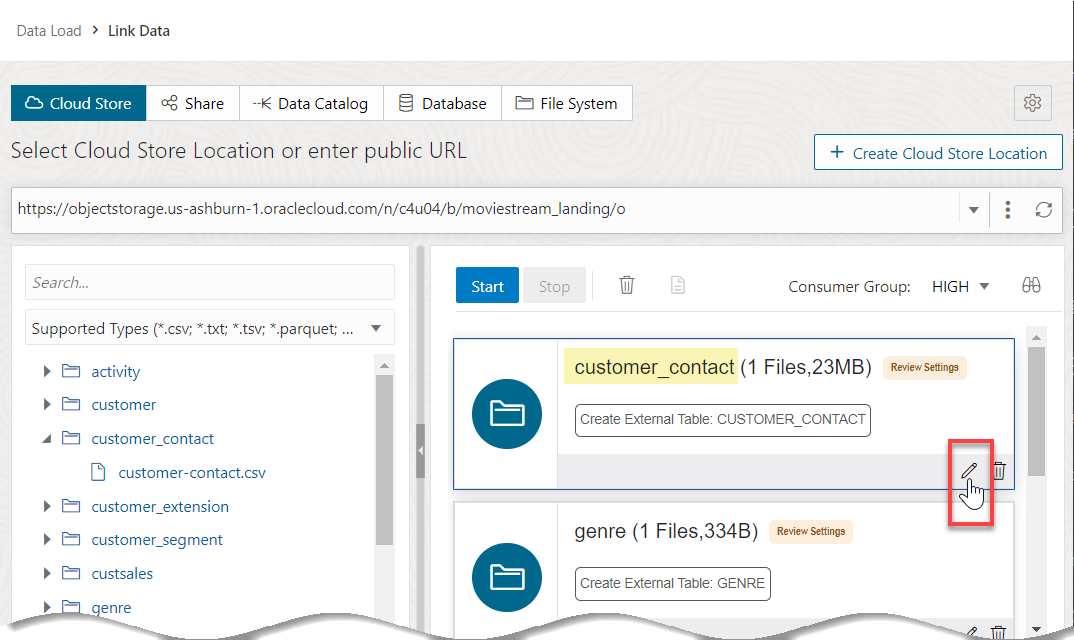 Data Load > Link Data
Cloud Store Share Data Catalog Database File System
Select Cloud Store Location or enter public URL
+ Create Cloud Store Location
https://objectstorage.us-ashburn-1.oraclecloud.com/n/c4u04/b/moviestream_landing/o
Search...
Supported Types (*.csv; *.txt; *.tsv; *.parquet; ...
activity
customer
customer_contact
customer-contact.csv
customer_extension
customer_segment
custsales
genre
Start Stop Consumer Group: HIGH
customer_contact (1 Files,23MB) Review Settings
Create External Table: CUSTOMER_CONTACT
genre (1 Files,334B) Review Settings
Create External Table: GENRE